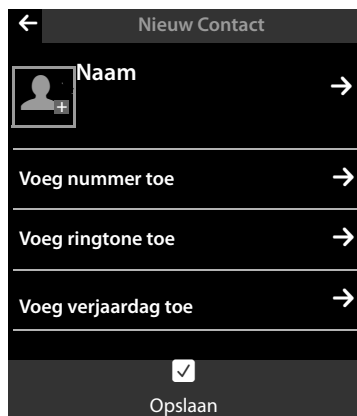 Nieuw Contact
Naam
Voeg nummer toe
Voeg ringtone toe
Voeg verjaardag toe
Opslaan